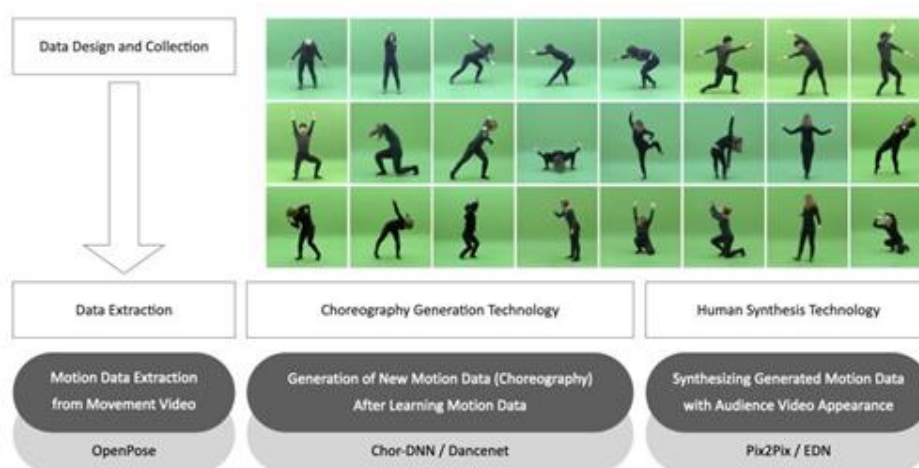 Data Design and Collection
Data Extraction
Choreography Generation Technology
Human Synthesis Technology
Motion Data Extraction
from Movement Video
Generation of New Motion Data (Choreography)
After Learning Motion Data
Synthesizing Generated Motion Data
with Audience Video Appearance
OpenPose
Chor-DNN / Dancenet
Pix2Pix / EDN